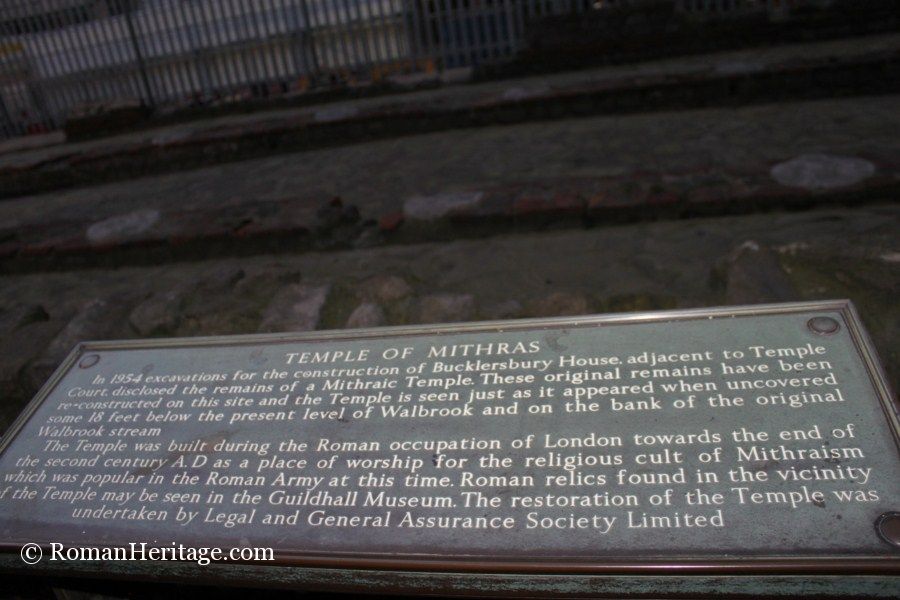 TEMPLE OF MITHRAS
In 1954 excavations for the construction of Bucklersbury House, adjacent to Temple
Court, disclosed the remains of a Mithraic Temple. These original remains have been
re-constructed on this site and the Temple is seen just as it appeared when uncovered
some 18 feet below the present level of Walbrook and on the bank of the original
Walbrook stream
The Temple was built during the Roman occupation of London towards the end of
the second century A.D as a place of worship for the religious cult of Mithraism
which was popular in the Roman Army at this time. Roman relics found in the vicinity
of the Temple may be seen in the Guildhall Museum. The restoration of the Temple was
undertaken by Legal and General Assurance Society Limited
© RomanHeritage.com